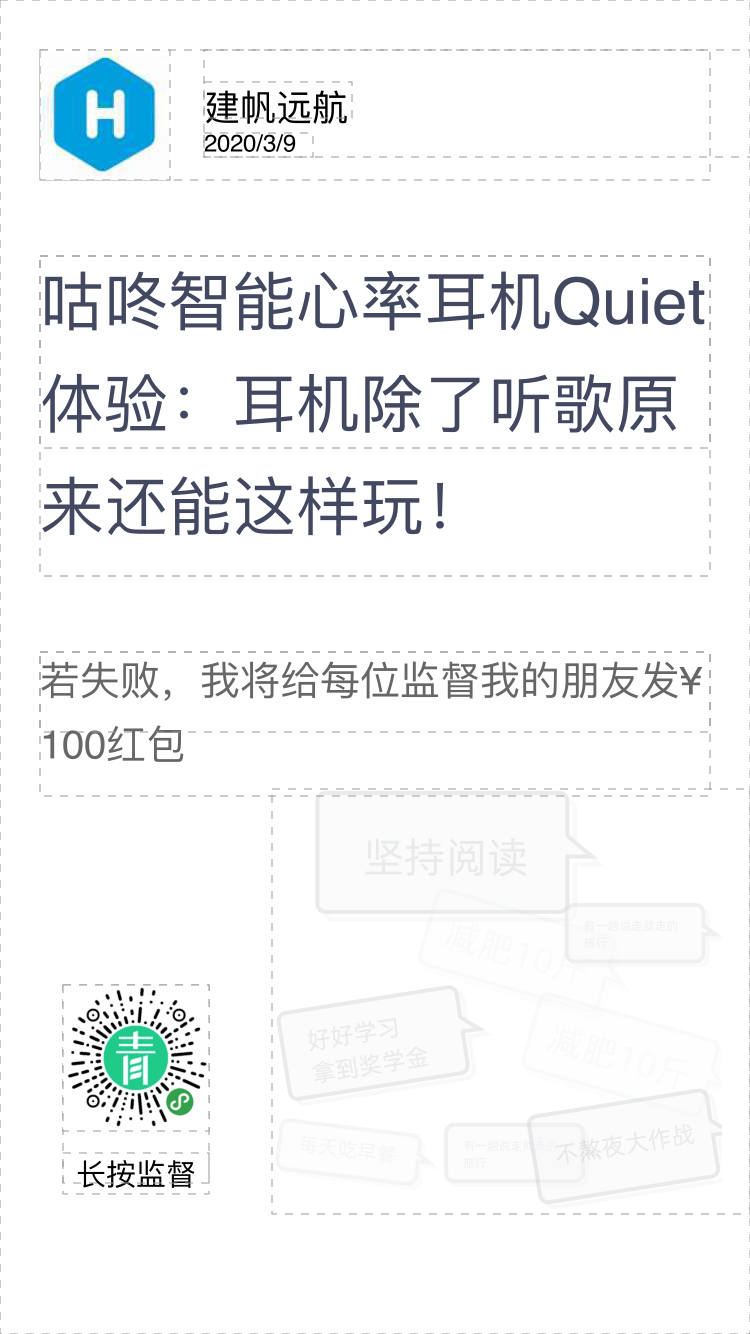 H
建帆远航
2020/3/9
咕咚智能心率耳机Quiet
体验：耳机除了听歌原
来还能这样玩！
若失败，我将给每位监督我的朋友发¥
100红包
坚持阅读
有一趟说走就走的
旅行
减肥10斤
好好学习
拿到奖学金
减肥10斤
每天吃早餐
有一趟说走就走的
旅行
不熬夜大作战
青
长按监督